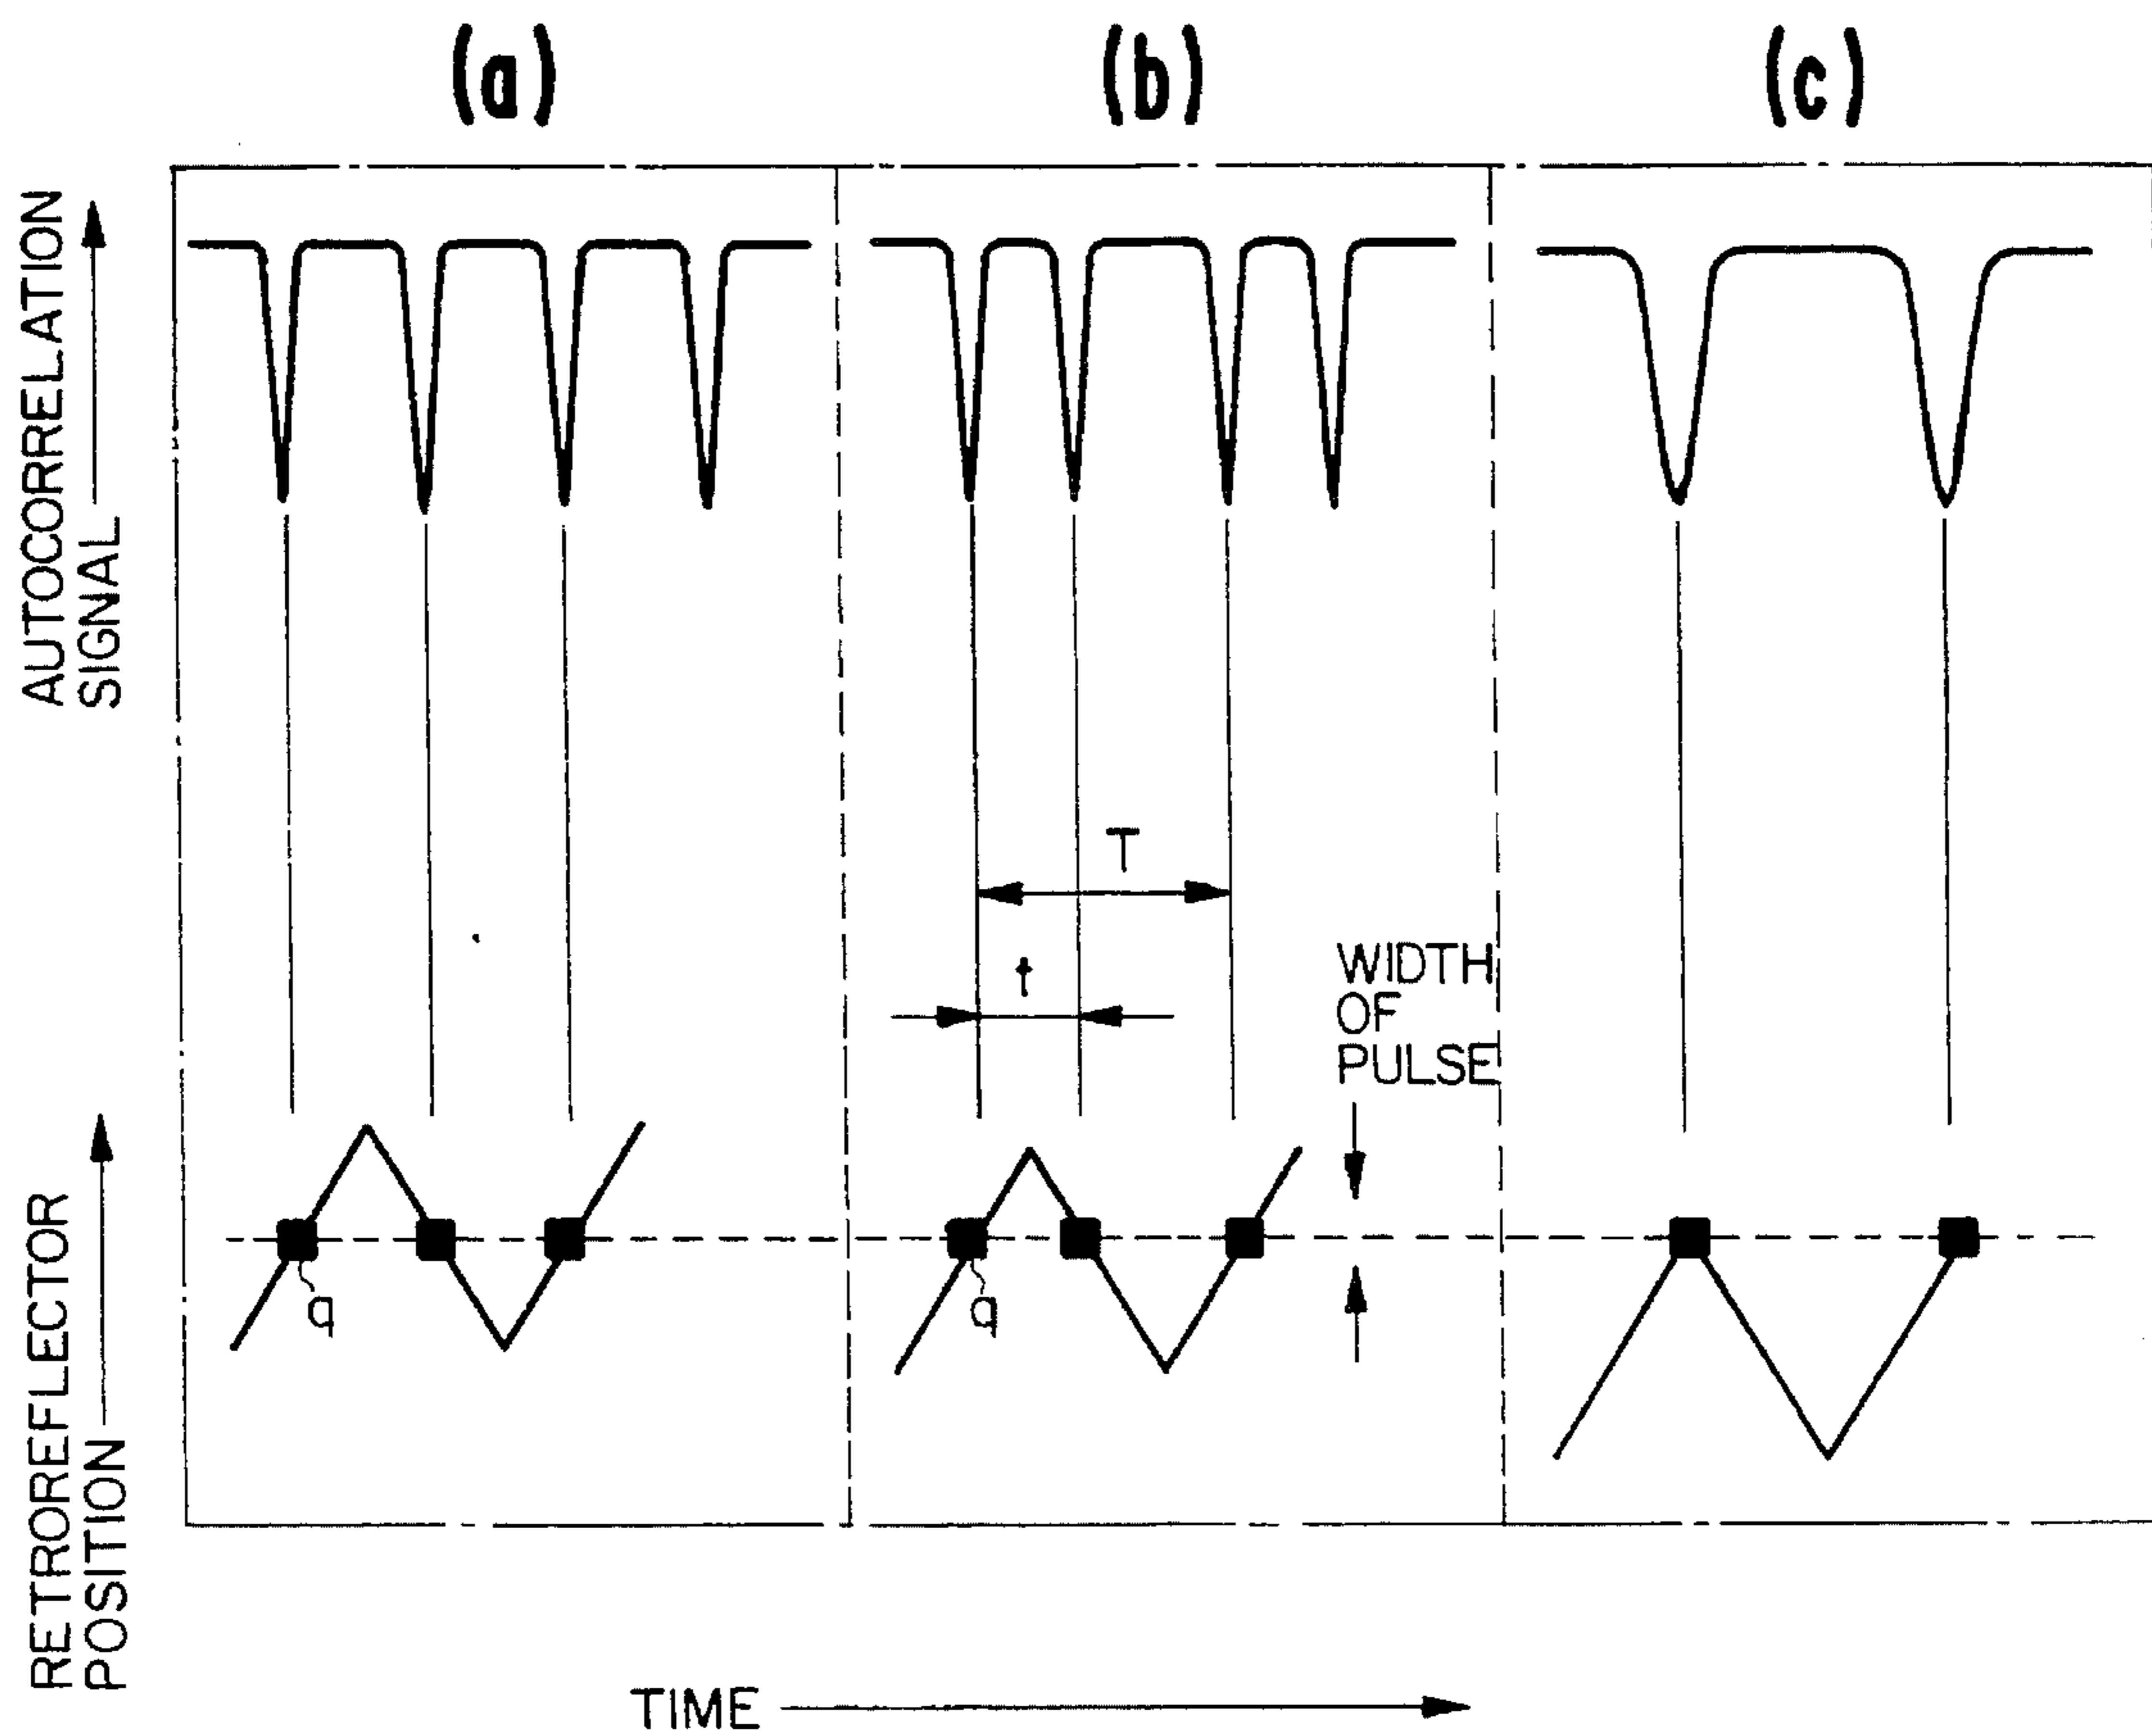 (a)
(b)
(c)
AUTOCORRELATION
SIGNAL
T
t
WIDTH
OF
PULSE
q
q
RETROREFLECTOR
POSITION
TIME